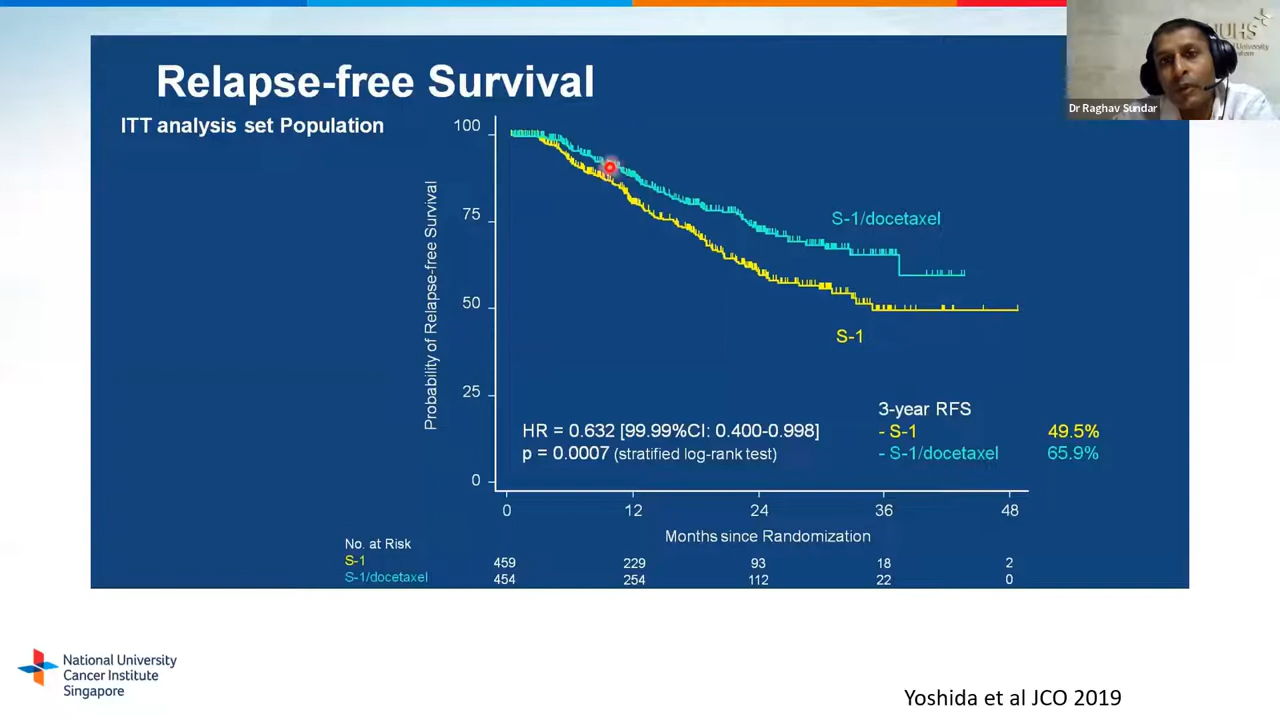 Relapse-free Survival
ITT analysis set Population
Dr Raghav Sundar
Probability of Relapse-free Survival
100
75
50
25
0
S-1/docetaxel
S-1
HR = 0.632 [99.99%CI: 0.400-0.998]
p = 0.0007 (stratified log-rank test)
3-year RFS
- S-1 49.5%
- S-1/docetaxel 65.9%
0 12 24 36 48
Months since Randomization
No. at Risk
S-1 459 229 93 18 2
S-1/docetaxel 454 254 112 22 0
National University
Cancer Institute
Singapore
Yoshida et al JCO 2019